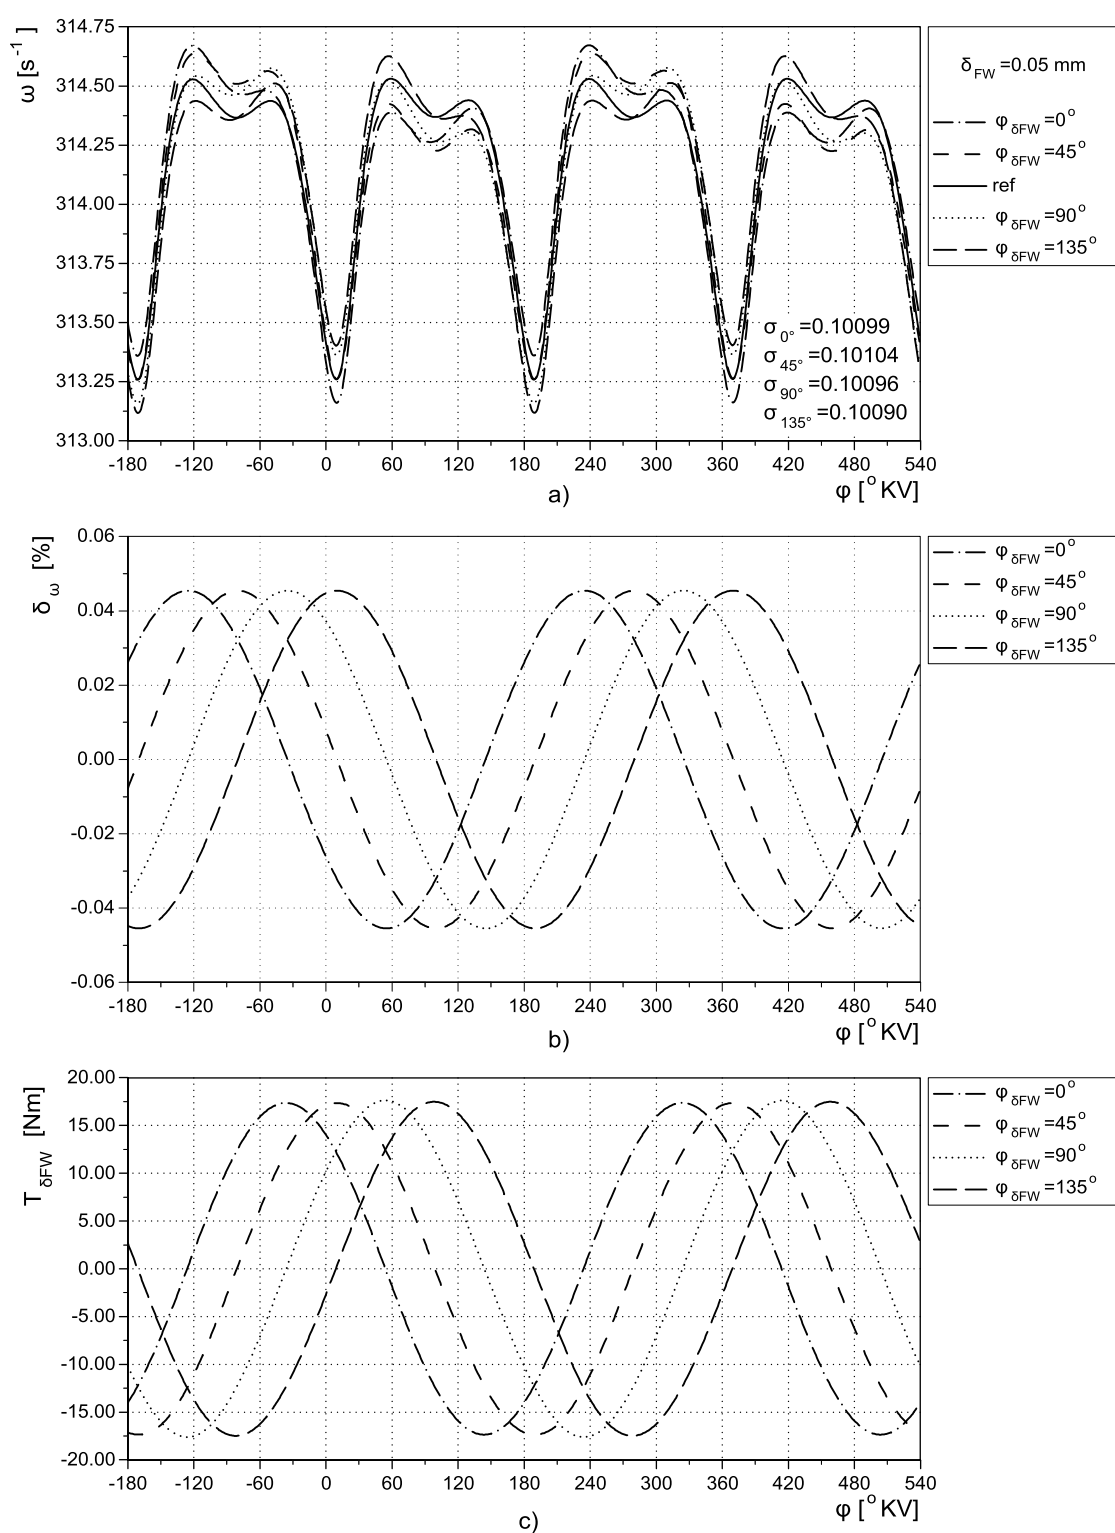 ω [s⁻¹]
314.75
314.50
314.25
314.00
313.75
313.50
313.25
313.00
-180 -120 -60 0 60 120 180 240 300 360 420 480 540
φ [°KV]
σ0°=0.10099
σ45°=0.10104
σ90°=0.10096
σ135°=0.10090
δFW=0.05 mm
φδFW=0°
φδFW=45°
ref
φδFW=90°
φδFW=135°
a)
δω [%]
0.06
0.04
0.02
0.00
-0.02
-0.04
-0.06
-180 -120 -60 0 60 120 180 240 300 360 420 480 540
φ [°KV]
φδFW=0°
φδFW=45°
φδFW=90°
φδFW=135°
b)
TδFW [Nm]
20.00
15.00
10.00
5.00
0.00
-5.00
-10.00
-15.00
-20.00
-180 -120 -60 0 60 120 180 240 300 360 420 480 540
φ [°KV]
φδFW=0°
φδFW=45°
φδFW=90°
φδFW=135°
c)